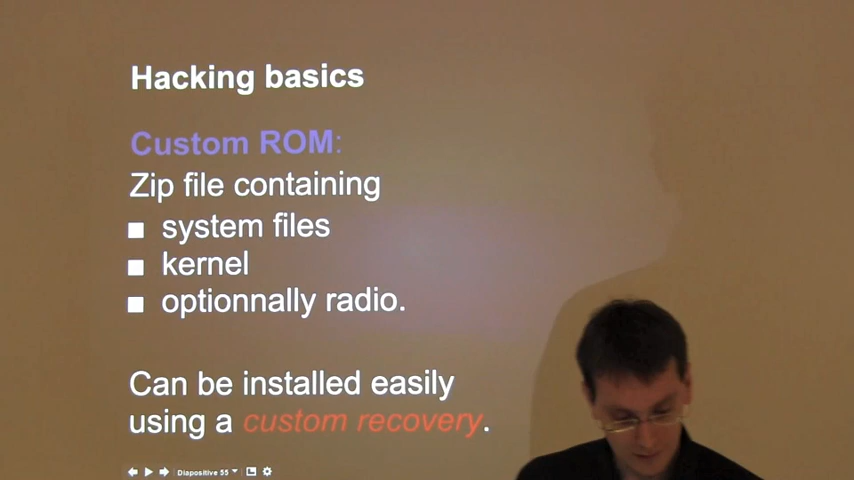 Hacking basics
Custom ROM:
Zip file containing
■ system files
■ kernel
■ optionnally radio.
Can be installed easily
using a custom recovery.
Diapositive 55